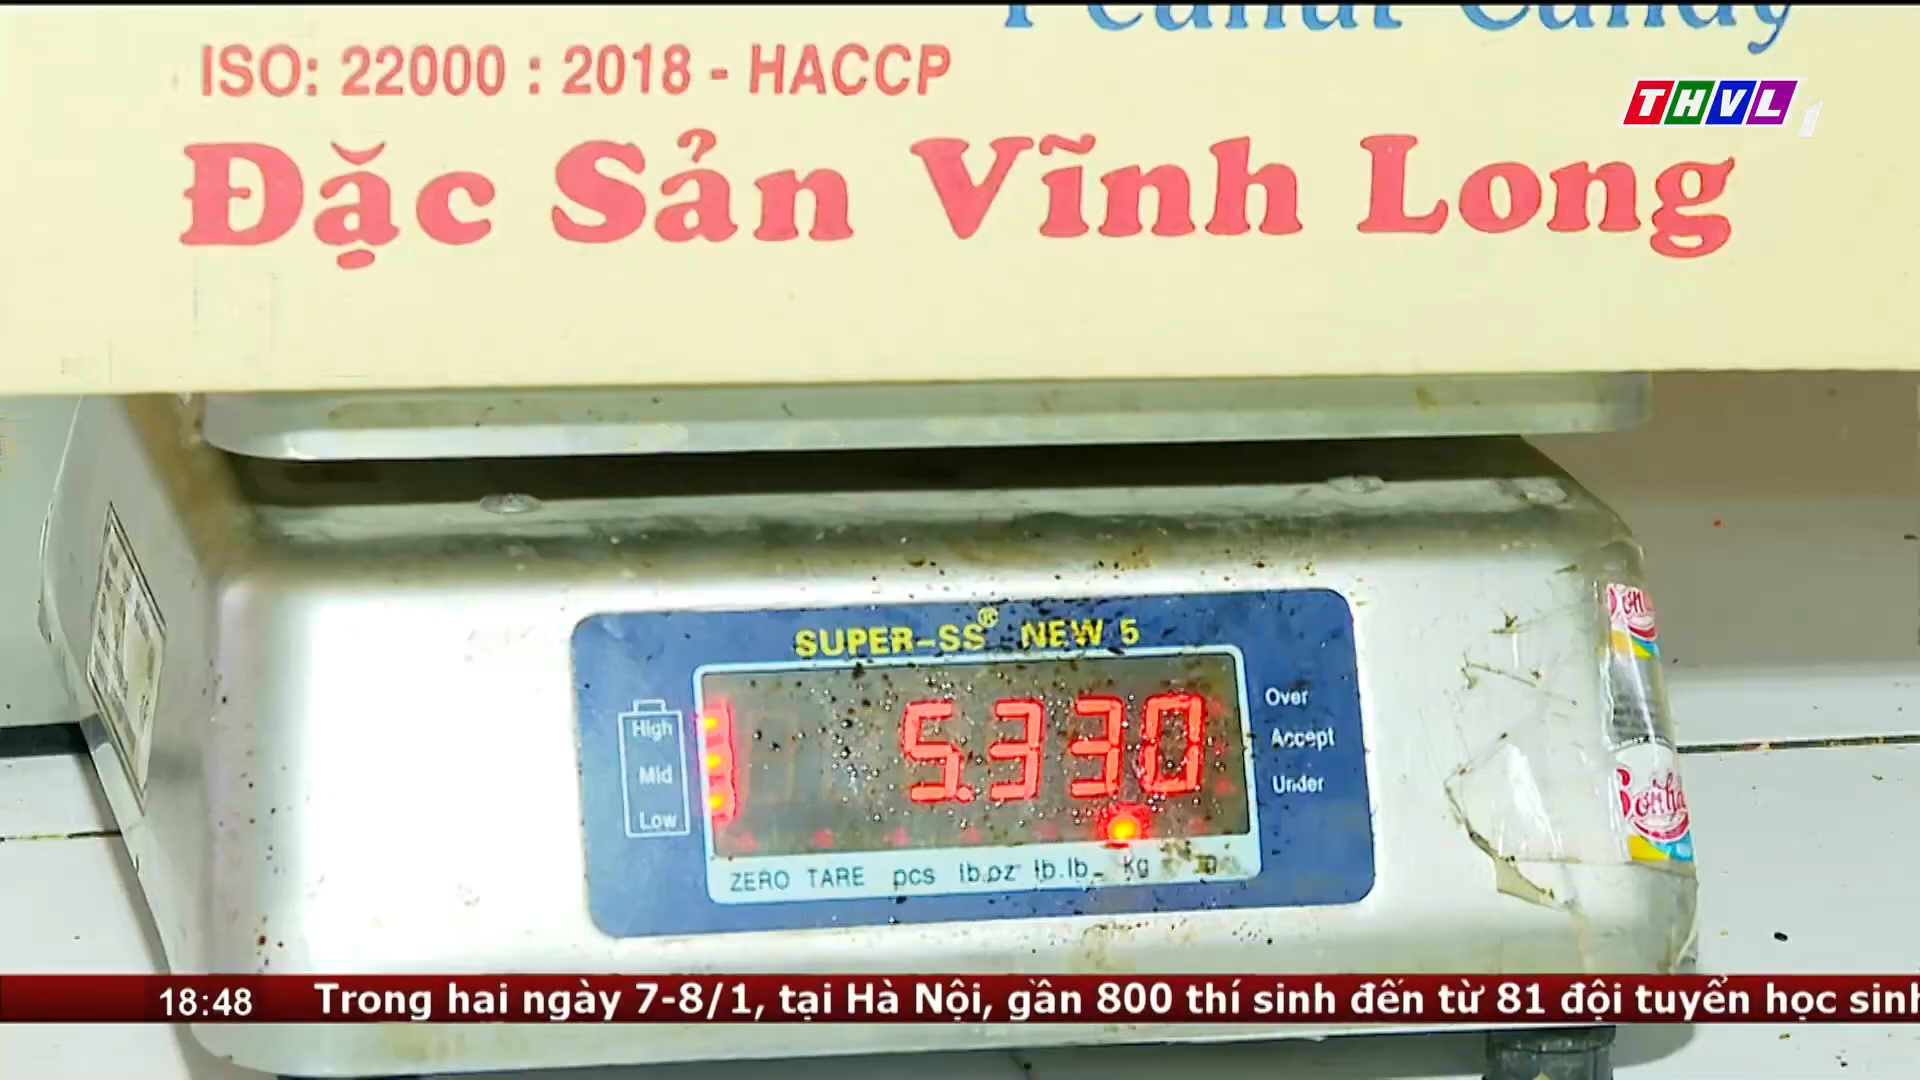 Peanut Candy
ISO: 22000 : 2018 - HACCP
THVL 1
Đặc Sản Vĩnh Long
SUPER-SS® NEW 5
High
Mid
Low
5.330
Over
Accept
Under
ZERO TARE pcs lb.oz lb.lb Kg
18:48 Trong hai ngày 7-8/1, tại Hà Nội, gần 800 thí sinh đến từ 81 đội tuyển học sinh